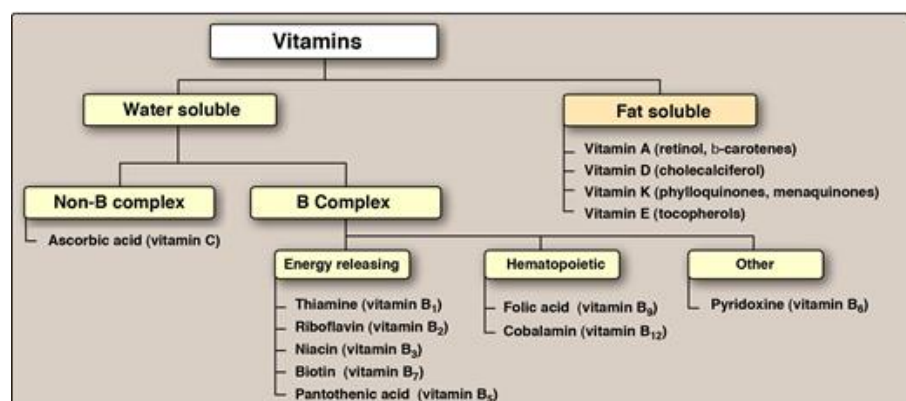 Vitamins
Water soluble
Fat soluble
Vitamin A (retinol, b-carotenes)
Vitamin D (cholecalciferol)
Vitamin K (phylloquinones, menaquinones)
Vitamin E (tocopherols)
Non-B complex
B Complex
Ascorbic acid (vitamin C)
Energy releasing
Hematopoietic
Other
Thiamine (vitamin B₁)
Riboflavin (vitamin B₂)
Niacin (vitamin B₃)
Biotin (vitamin B₇)
Pantothenic acid (vitamin B₅)
Folic acid (vitamin B₉)
Cobalamin (vitamin B₁₂)
Pyridoxine (vitamin B₆)